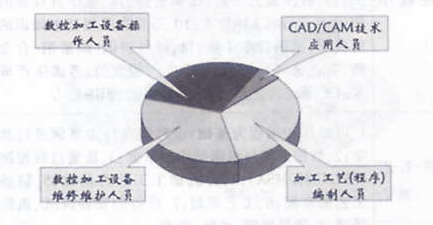 数控加工设备操
作人员
CAD/CAM技术
应用人员
数控加工设备
维修维护人员
加工工艺(程序)
编制人员